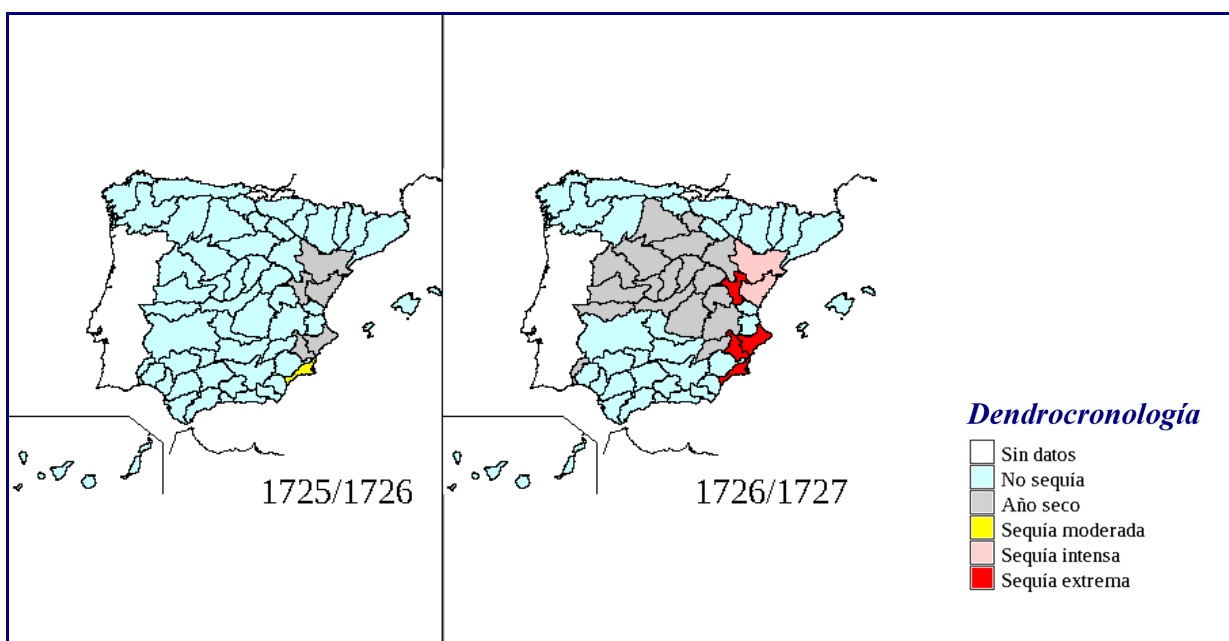 1725/1726
1726/1727
Dendrocronología
Sin datos
No sequía
Año seco
Sequía moderada
Sequía intensa
Sequía extrema